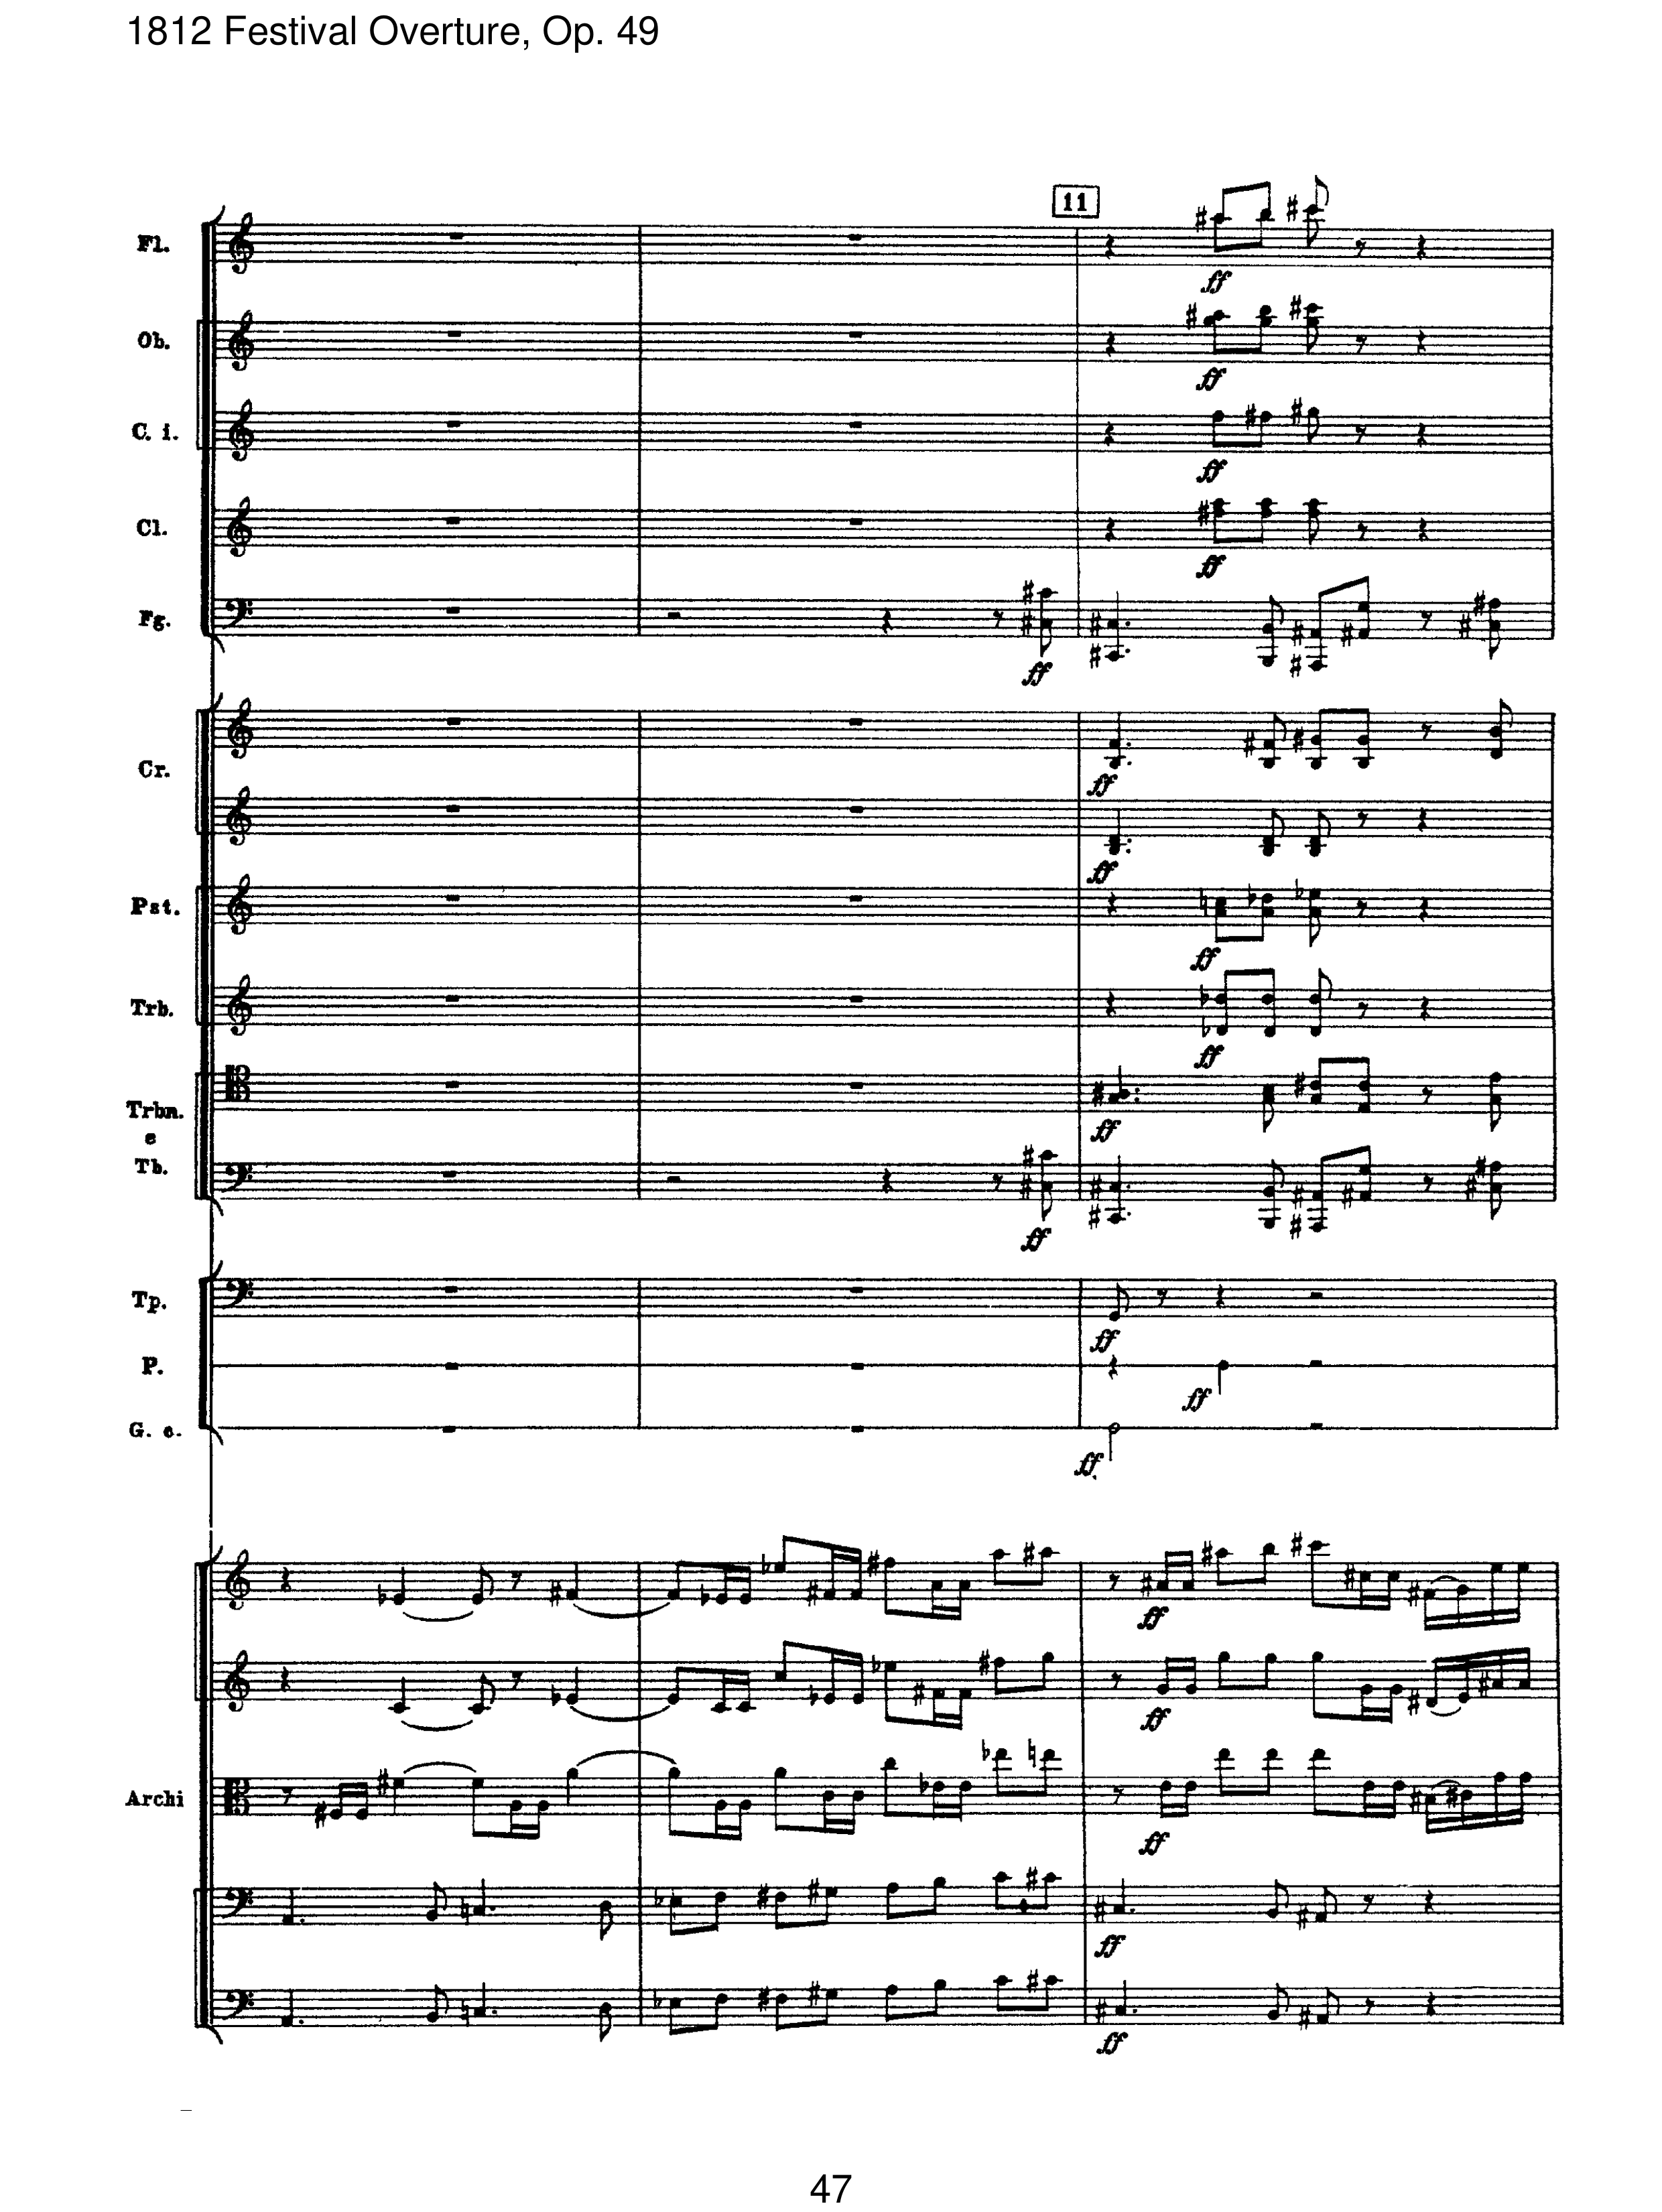 1812 Festival Overture, Op. 49
11
Fl.
ff
Ob.
ff
C. i.
ff
Cl.
ff
Fg.
ff
Cr.
ff
ff
Pst.
ff
Trb.
ff
Trbn.
e
Tb.
ff
ff
Tp.
ff
P.
ff
G. c.
ff
ff
ff
Archi
ff
ff
ff
47